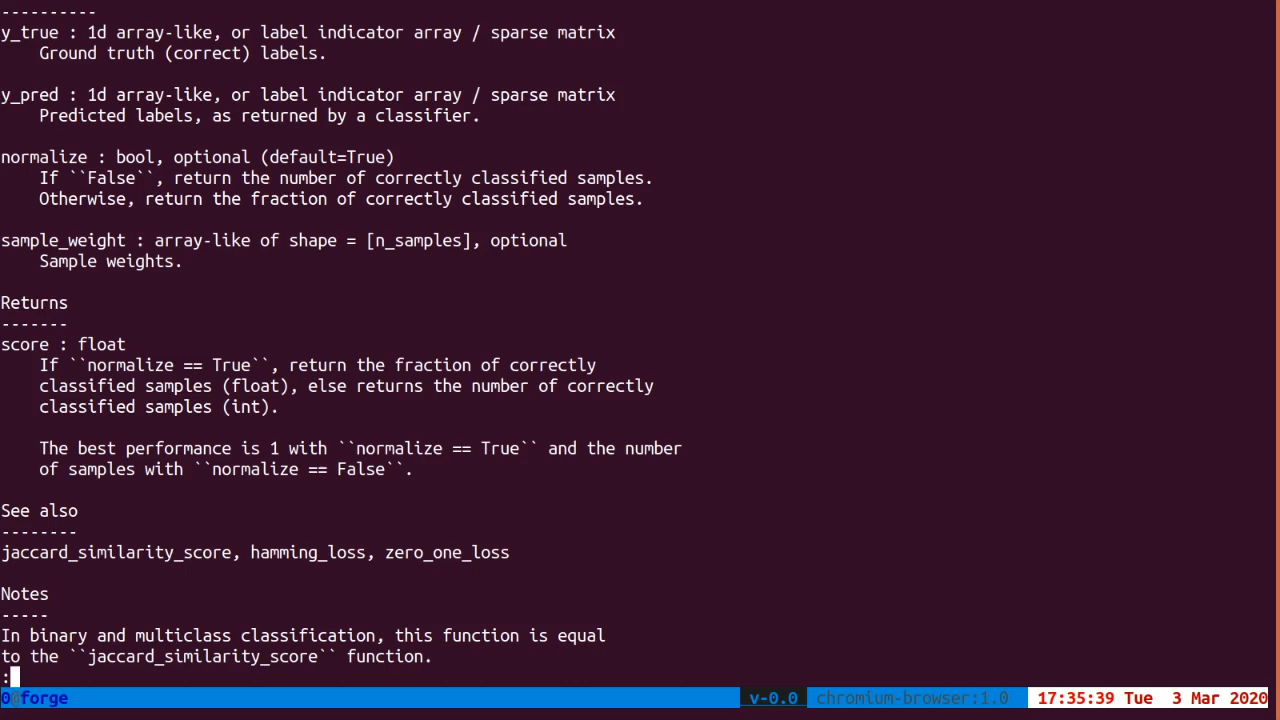 ----------
y_true : 1d array-like, or label indicator array / sparse matrix
    Ground truth (correct) labels.

y_pred : 1d array-like, or label indicator array / sparse matrix
    Predicted labels, as returned by a classifier.

normalize : bool, optional (default=True)
    If ``False``, return the number of correctly classified samples.
    Otherwise, return the fraction of correctly classified samples.

sample_weight : array-like of shape = [n_samples], optional
    Sample weights.

Returns
-------
score : float
    If ``normalize == True``, return the fraction of correctly
    classified samples (float), else returns the number of correctly
    classified samples (int).

    The best performance is 1 with ``normalize == True`` and the number
    of samples with ``normalize == False``.

See also
--------
jaccard_similarity_score, hamming_loss, zero_one_loss

Notes
-----
In binary and multiclass classification, this function is equal
to the ``jaccard_similarity_score`` function.
:
0@forge v-0.0 chromium-browser:1.0 17:35:39 Tue  3 Mar 2020